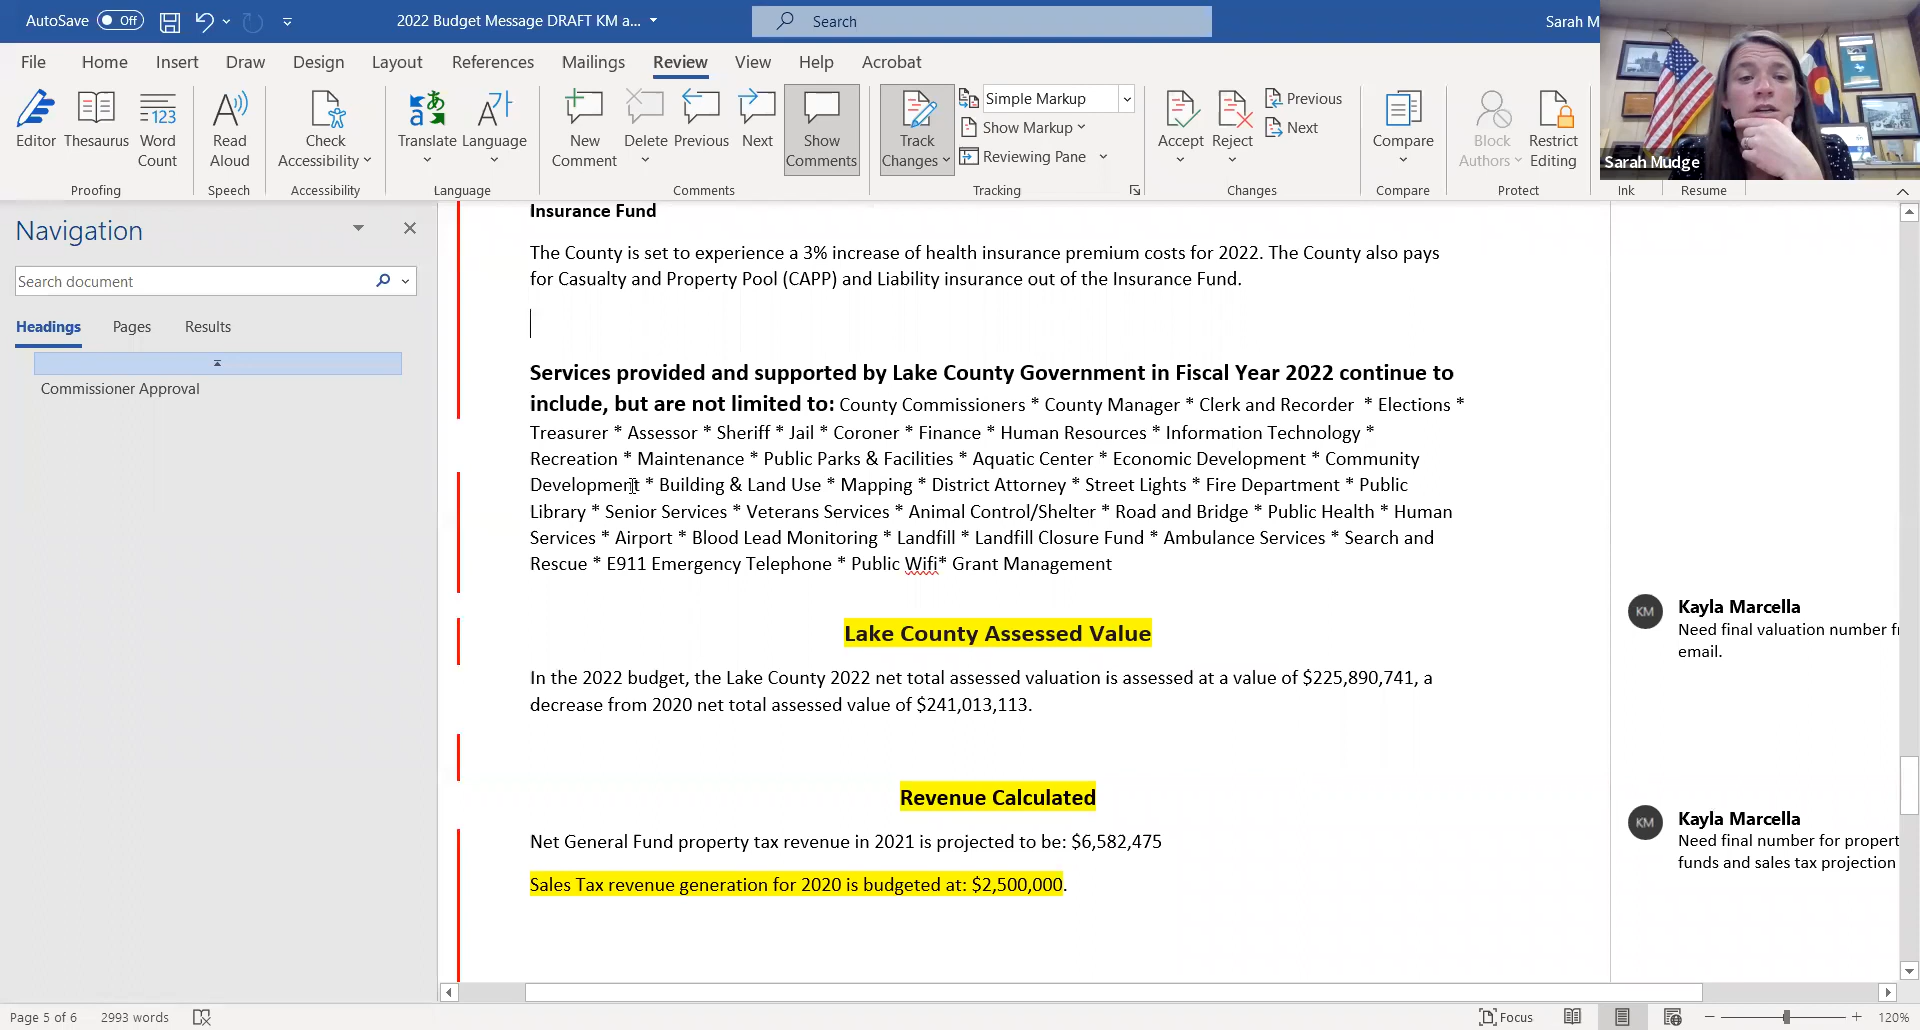 AutoSave Off 2022 Budget Message DRAFT KM a... Search Sarah M
File Home Insert Draw Design Layout References Mailings Review View Help Acrobat
Editor Thesaurus Word Count Read Aloud Check Accessibility Translate Language New Comment Delete Previous Next Show Comments Track Changes Simple Markup Show Markup Reviewing Pane Accept Reject Previous Next Compare Block Authors Restrict Editing
Proofing Speech Accessibility Language Comments Tracking Changes Compare Protect Ink Resume
Sarah Mudge
Navigation
Search document
Headings Pages Results
Commissioner Approval
Insurance Fund
The County is set to experience a 3% increase of health insurance premium costs for 2022. The County also pays
for Casualty and Property Pool (CAPP) and Liability insurance out of the Insurance Fund.
Services provided and supported by Lake County Government in Fiscal Year 2022 continue to
include, but are not limited to: County Commissioners * County Manager * Clerk and Recorder * Elections *
Treasurer * Assessor * Sheriff * Jail * Coroner * Finance * Human Resources * Information Technology *
Recreation * Maintenance * Public Parks & Facilities * Aquatic Center * Economic Development * Community
Development * Building & Land Use * Mapping * District Attorney * Street Lights * Fire Department * Public
Library * Senior Services * Veterans Services * Animal Control/Shelter * Road and Bridge * Public Health * Human
Services * Airport * Blood Lead Monitoring * Landfill * Landfill Closure Fund * Ambulance Services * Search and
Rescue * E911 Emergency Telephone * Public Wifi* Grant Management
Lake County Assessed Value
In the 2022 budget, the Lake County 2022 net total assessed valuation is assessed at a value of $225,890,741, a
decrease from 2020 net total assessed value of $241,013,113.
Revenue Calculated
Net General Fund property tax revenue in 2021 is projected to be: $6,582,475
Sales Tax revenue generation for 2020 is budgeted at: $2,500,000.
KM Kayla Marcella
Need final valuation number fr
email.
KM Kayla Marcella
Need final number for propert
funds and sales tax projection
Page 5 of 6 2993 words Focus 120%